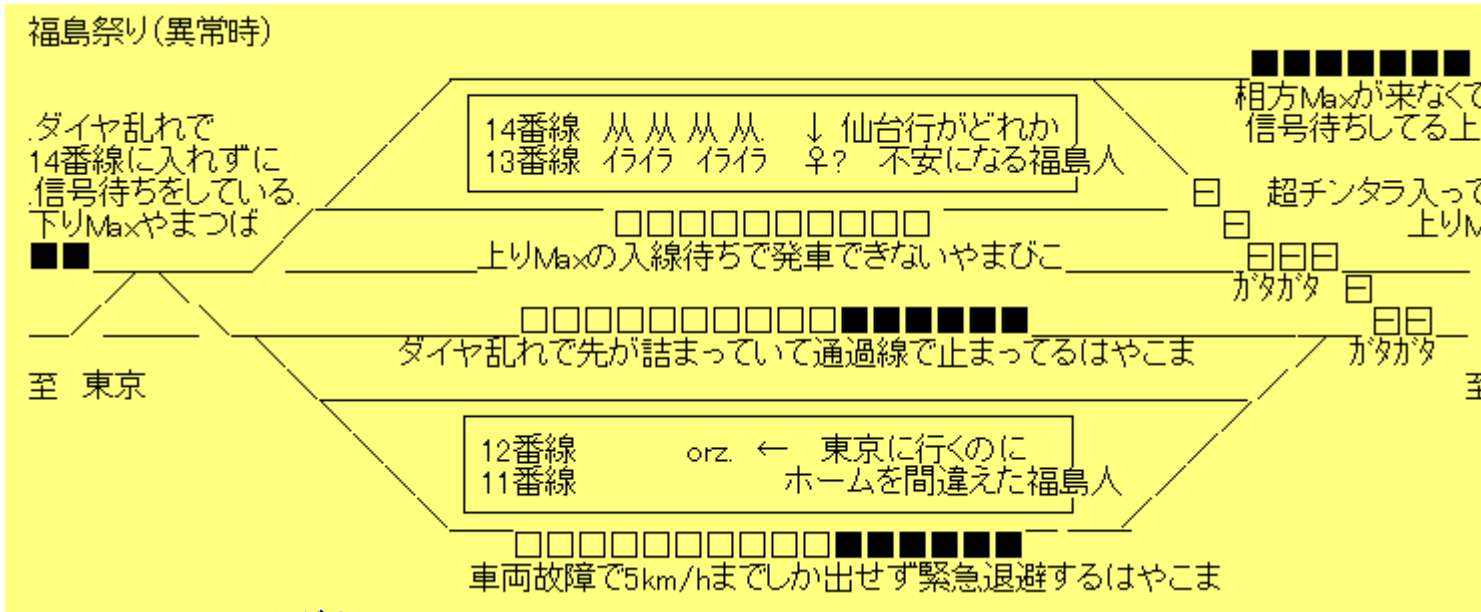 福島祭り(異常時)
■■■■■■■
相方Maxが来なくて
信号待ちしてる上
.ダイヤ乱れで
14番線に入れずに
.信号待ちをしている.
下りMaxやまつば
■■
14番線 从 从 从 从 ↓ 仙台行がどれか
13番線 イライラ イライラ ♀? 不安になる福島人
超チンタラ入って
上りM
□□□□□□□□□□
上りMaxの入線待ちで発車できないやまびこ
日
日
日日日
ガタガタ 日
日日
ガタガタ
□□□□□□□□□□■■■■■■
ダイヤ乱れで先が詰まっていて通過線で止まってるはやこま
至 東京
至
12番線 orz. ← 東京に行くのに
11番線 ホームを間違えた福島人
□□□□□□□□□□■■■■■■
車両故障で5km/hまでしか出せず緊急退避するはやこま